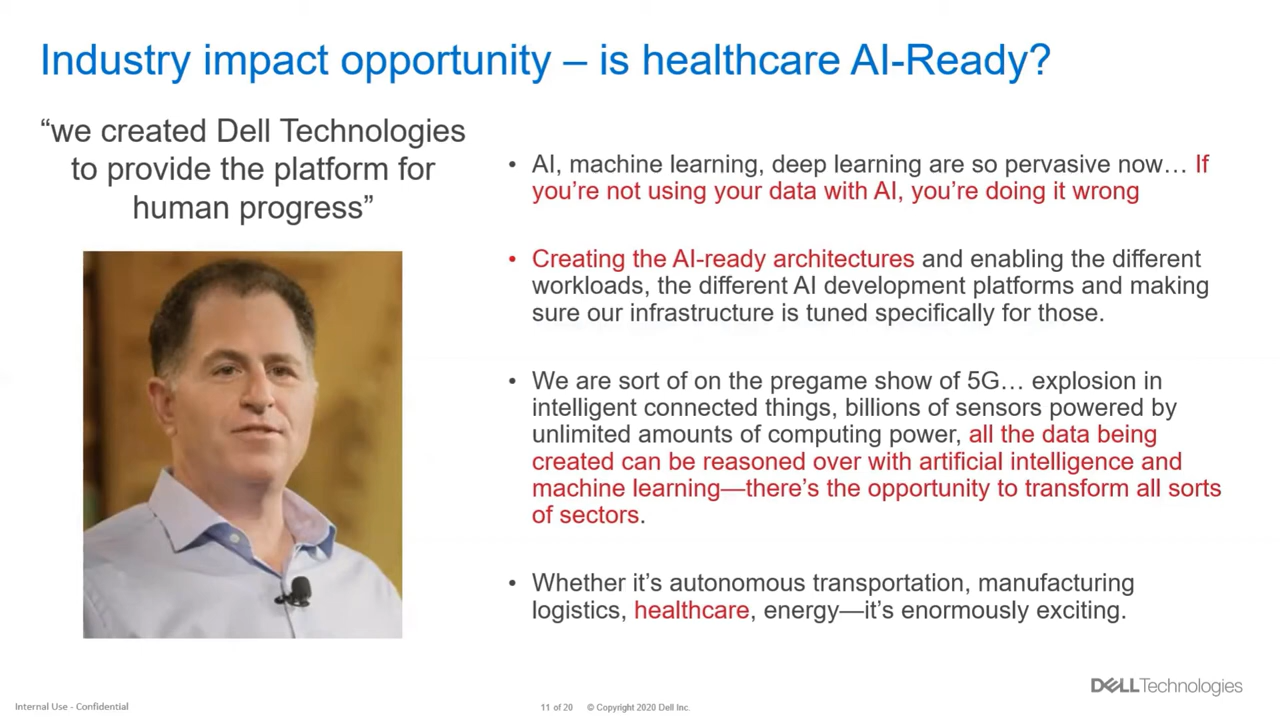 Industry impact opportunity – is healthcare AI-Ready?
“we created Dell Technologies
to provide the platform for
human progress”
• AI, machine learning, deep learning are so pervasive now… If
you’re not using your data with AI, you’re doing it wrong
• Creating the AI-ready architectures and enabling the different
workloads, the different AI development platforms and making
sure our infrastructure is tuned specifically for those.
• We are sort of on the pregame show of 5G… explosion in
intelligent connected things, billions of sensors powered by
unlimited amounts of computing power, all the data being
created can be reasoned over with artificial intelligence and
machine learning—there’s the opportunity to transform all sorts
of sectors.
• Whether it’s autonomous transportation, manufacturing
logistics, healthcare, energy—it’s enormously exciting.
DELLTechnologies
Internal Use - Confidential
11 of 20 © Copyright 2020 Dell Inc.